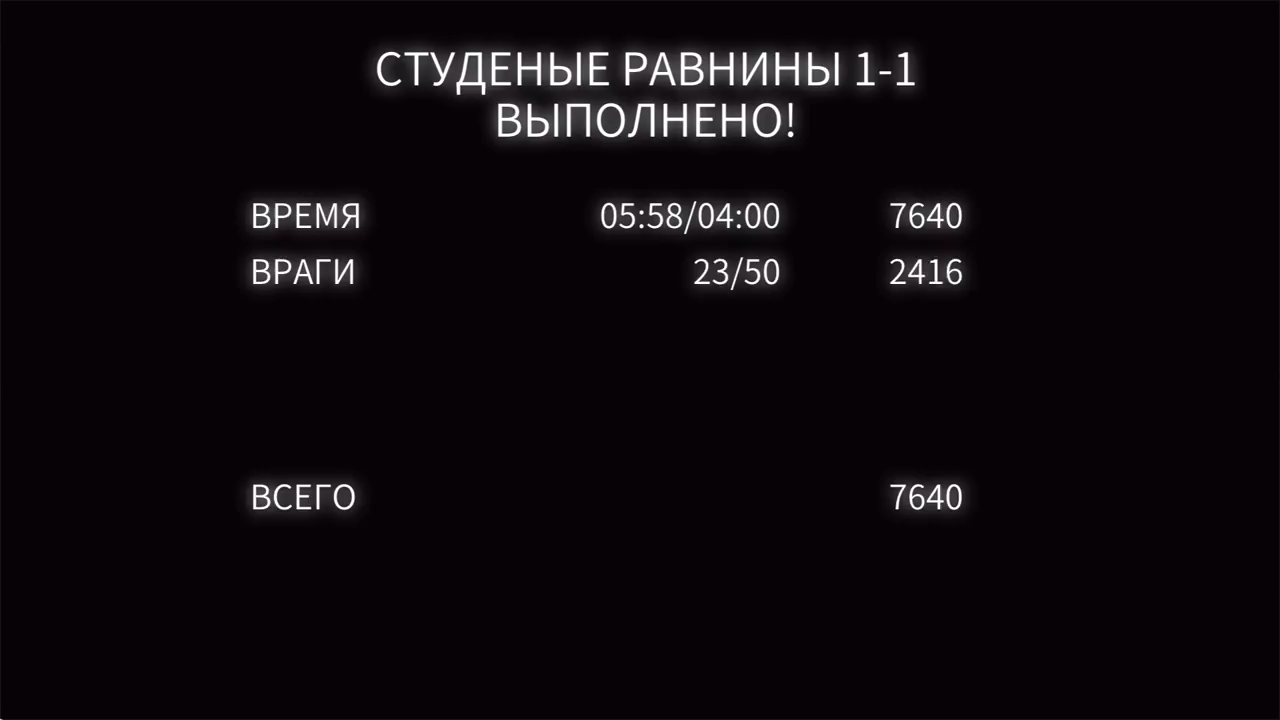 СТУДЕНЫЕ РАВНИНЫ 1-1
ВЫПОЛНЕНО!
ВРЕМЯ 05:58/04:00 7640
ВРАГИ 23/50 2416
ВСЕГО 7640